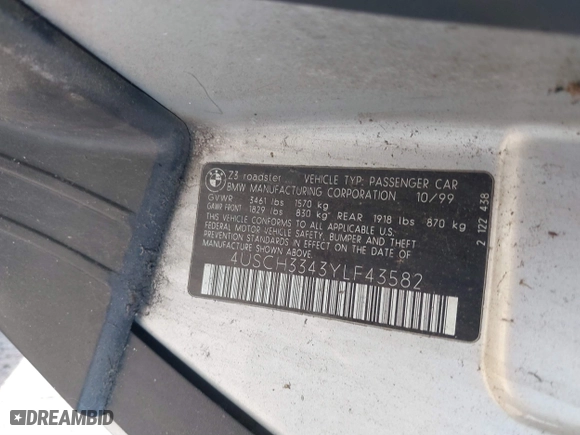 Z3 roadster VEHICLE TYP: PASSENGER CAR
BMW MANUFACTURING CORPORATION 10/99
GVWR 3461 lbs 1570 kg
GAWR FRONT 1829 lbs 830 kg REAR 1918 lbs 870 kg
THIS VEHICLE CONFORMS TO ALL APPLICABLE
FEDERAL MOTOR VEHICLE SAFETY, BUMPER AND THEFT
PREVENTION STANDARDS IN EFFECT ON THE DATE OF
MANUFACTURE SHOWN ABOVE.
4USCH3343YLF43582
2 122 438
DREAMBID